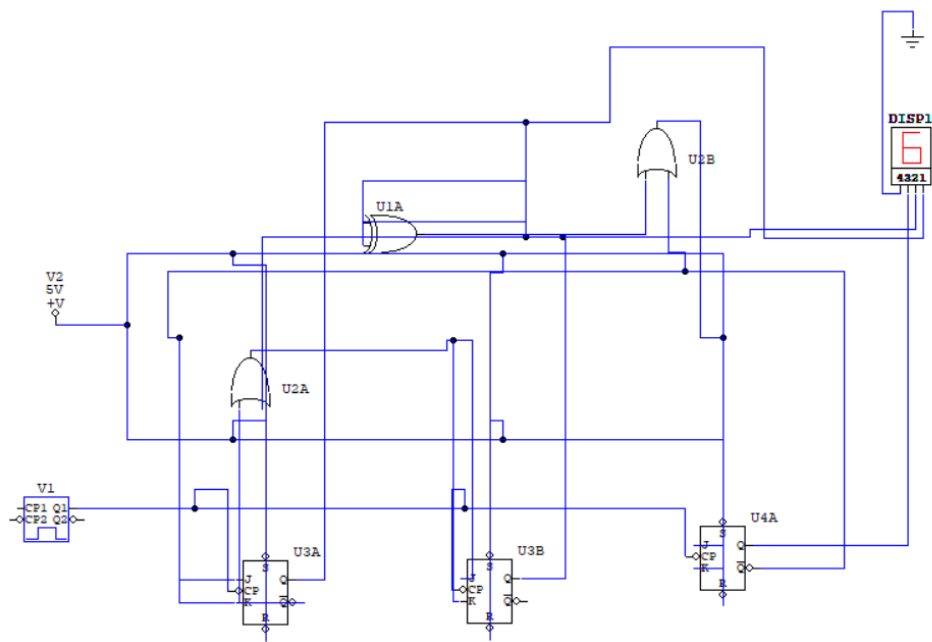 DISP1
6
4321
U2B
U1A
V2
5V
+V
U2A
V1
CP1 Q1
CP2 Q2
U3A
S
J Q
CP
K Q
R
U3B
S
J Q
CP
K Q
R
U4A
S
J Q
CP
K Q
R